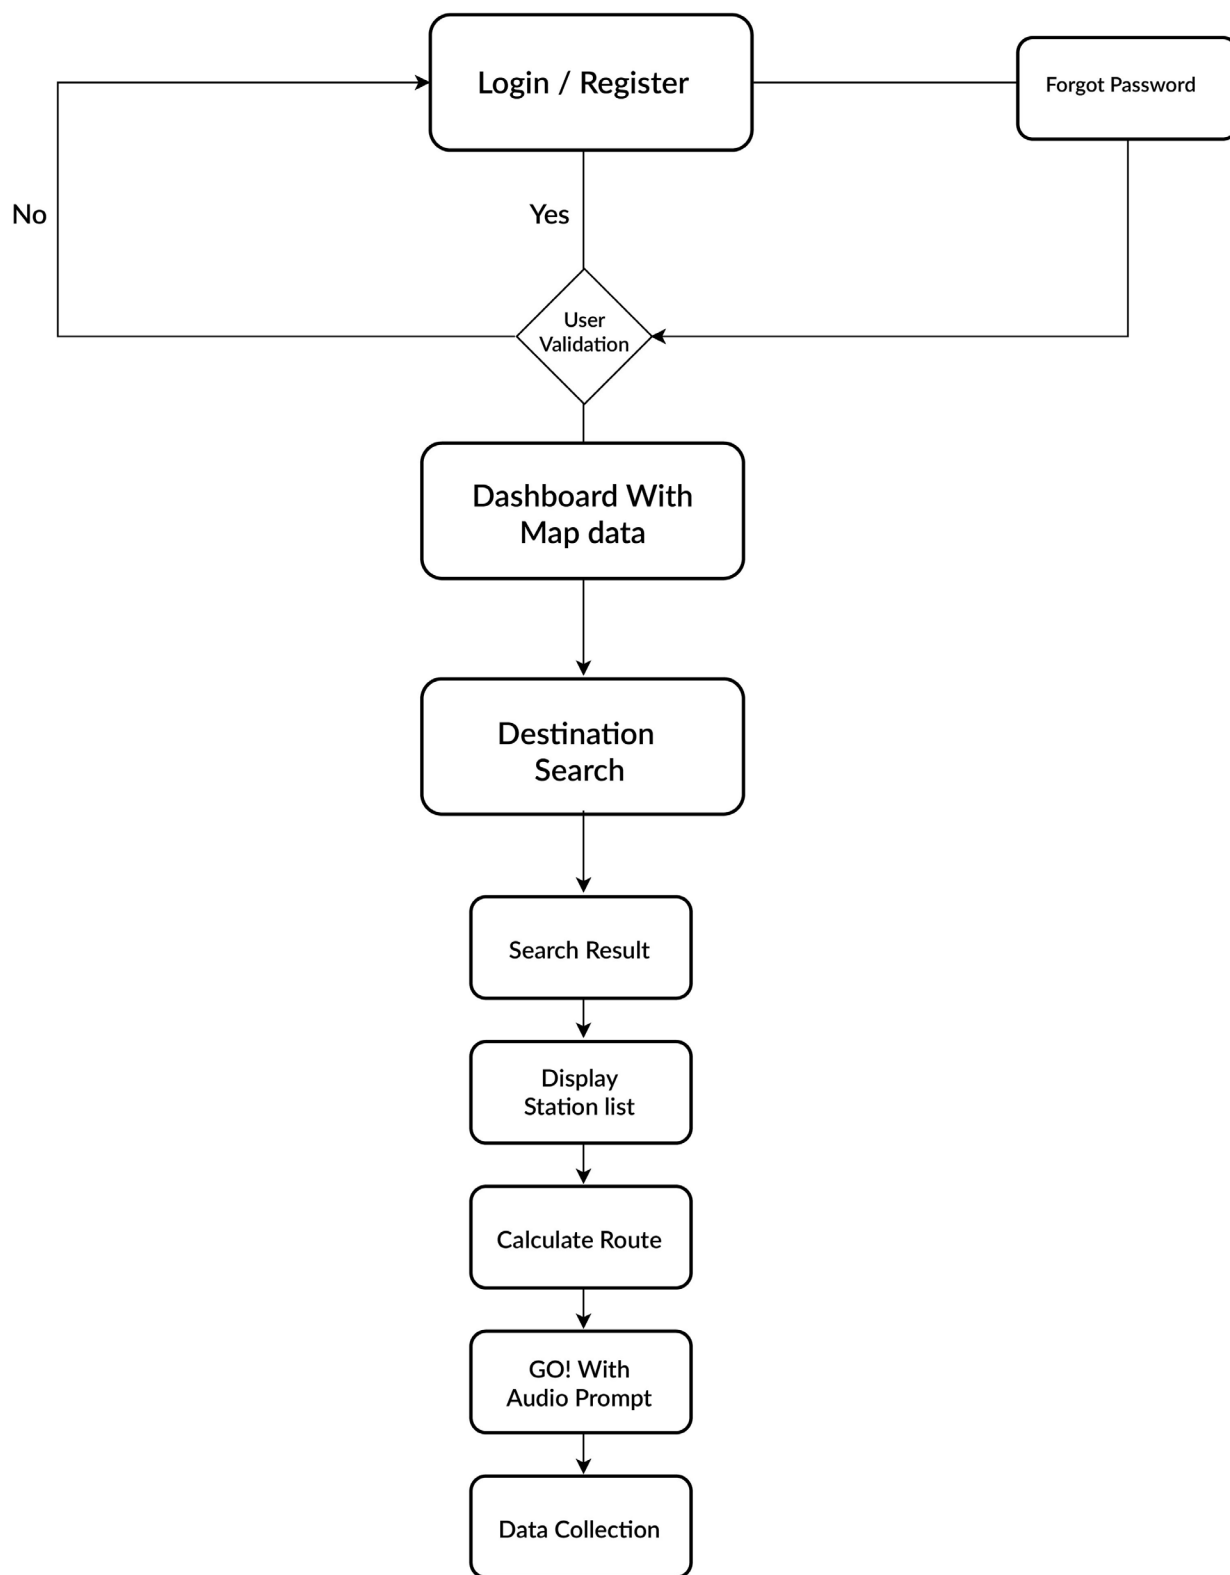 Login / Register
Forgot Password
No
Yes
User
Validation
Dashboard With
Map data
Destination
Search
Search Result
Display
Station list
Calculate Route
GO! With
Audio Prompt
Data Collection